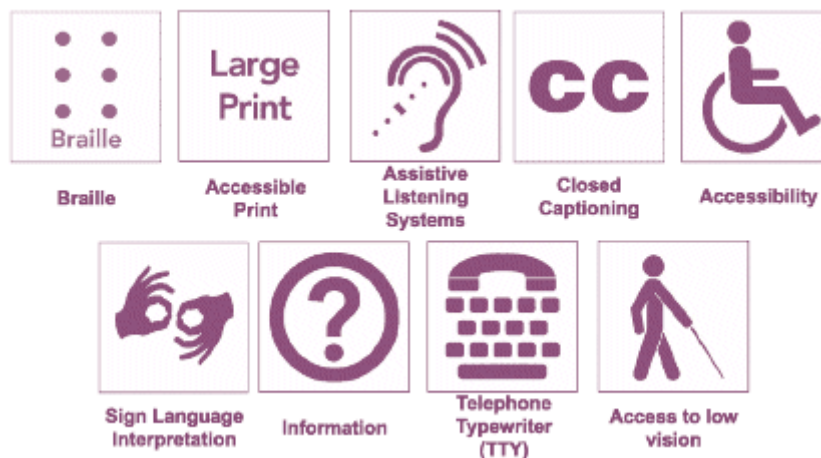 Braille
Large
Print
CC
Braille
Accessible
Print
Assistive
Listening
Systems
Closed
Captioning
Accessibility
?
Sign Language
Interpretation
Information
Telephone
Typewriter
(TTY)
Access to low
vision